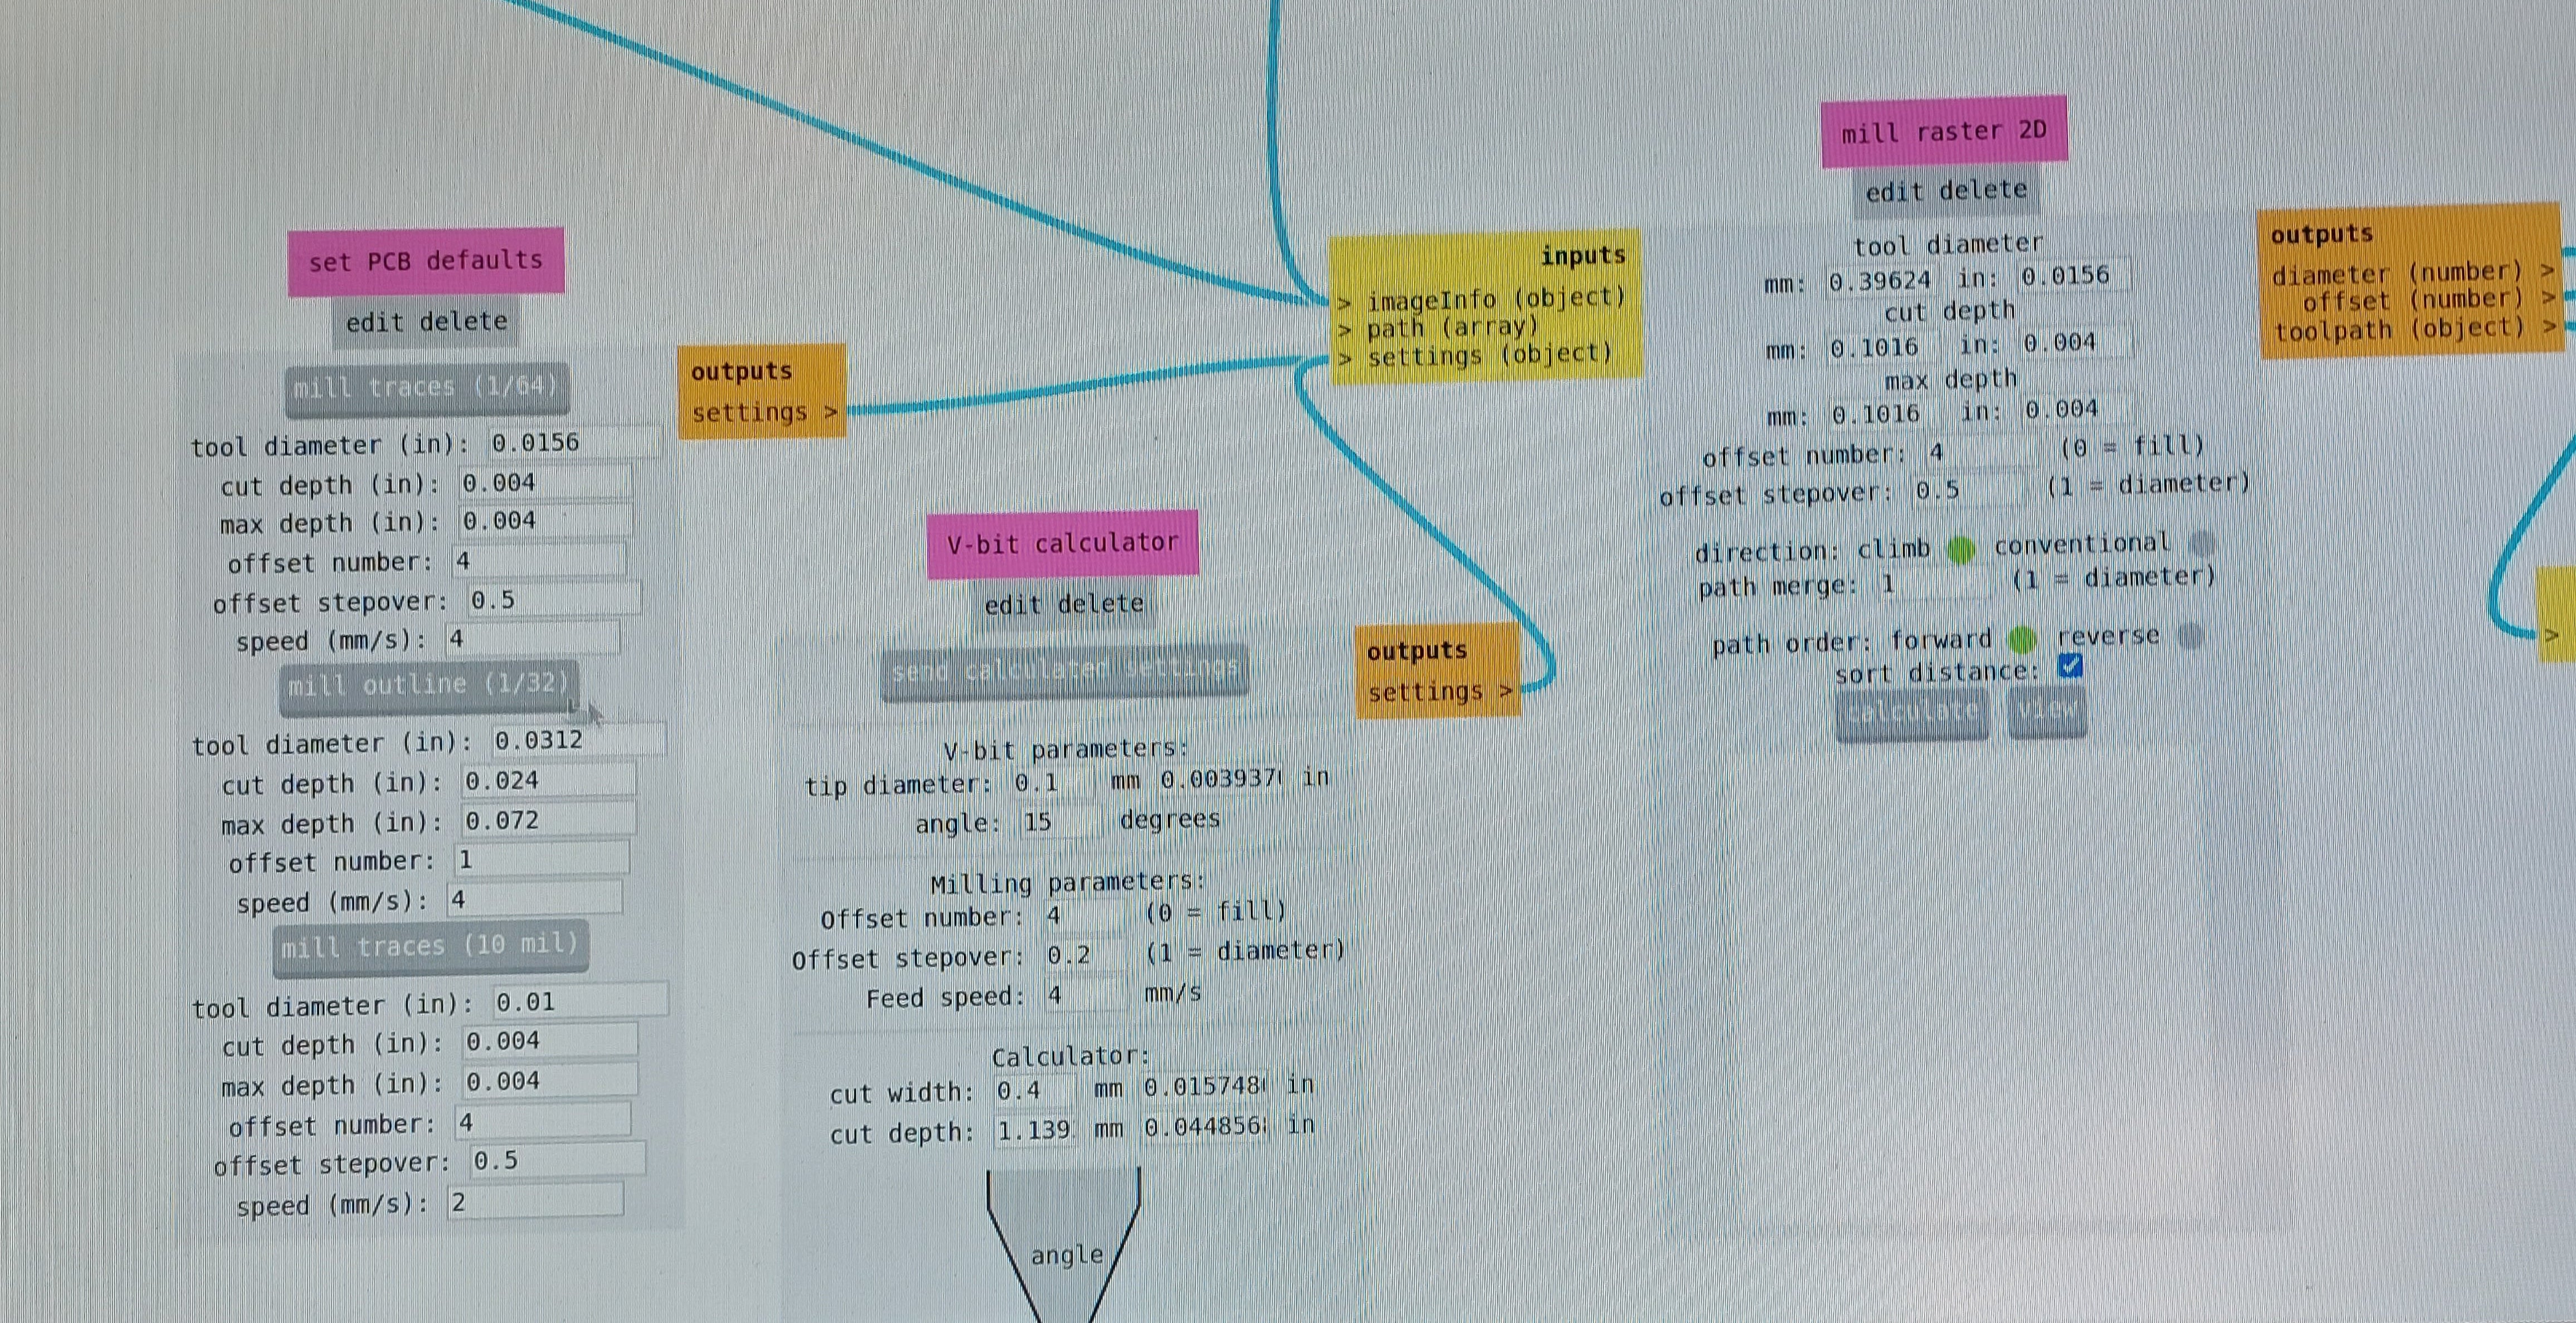 set PCB defaults
edit delete
mill traces (1/64)
tool diameter (in): 0.0156
cut depth (in): 0.004
max depth (in): 0.004
offset number: 4
offset stepover: 0.5
speed (mm/s): 4
mill outline (1/32)
tool diameter (in): 0.0312
cut depth (in): 0.024
max depth (in): 0.072
offset number: 1
speed (mm/s): 4
mill traces (10 mil)
tool diameter (in): 0.01
cut depth (in): 0.004
max depth (in): 0.004
offset number: 4
offset stepover: 0.5
speed (mm/s): 2
outputs
settings >
V-bit calculator
edit delete
send calculated settings
V-bit parameters:
tip diameter: 0.1 mm 0.003937 in
angle: 15 degrees
Milling parameters:
Offset number: 4 (0 = fill)
Offset stepover: 0.2 (1 = diameter)
Feed speed: 4 mm/s
Calculator:
cut width: 0.4 mm 0.015748 in
cut depth: 1.139 mm 0.044856 in
angle
outputs
settings >
inputs
> imageInfo (object)
> path (array)
> settings (object)
mill raster 2D
edit delete
tool diameter
mm: 0.39624 in: 0.0156
cut depth
mm: 0.1016 in: 0.004
max depth
mm: 0.1016 in: 0.004
offset number: 4 (0 = fill)
offset stepover: 0.5 (1 = diameter)
direction: climb conventional
path merge: 1 (1 = diameter)
path order: forward reverse
sort distance:
calculate view
outputs
diameter (number) >
offset (number) >
toolpath (object) >
>